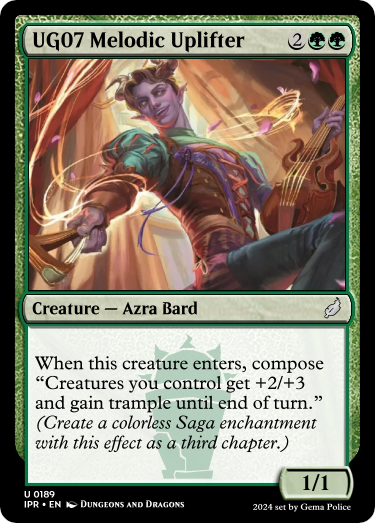 UG07 Melodic Uplifter 2
Creature — Azra Bard
When this creature enters, compose
“Creatures you control get +2/+3
and gain trample until end of turn.”
(Create a colorless Saga enchantment
with this effect as a third chapter.)
1/1
U 0189
IPR • EN DUNGEONS AND DRAGONS
2024 set by Gema Police